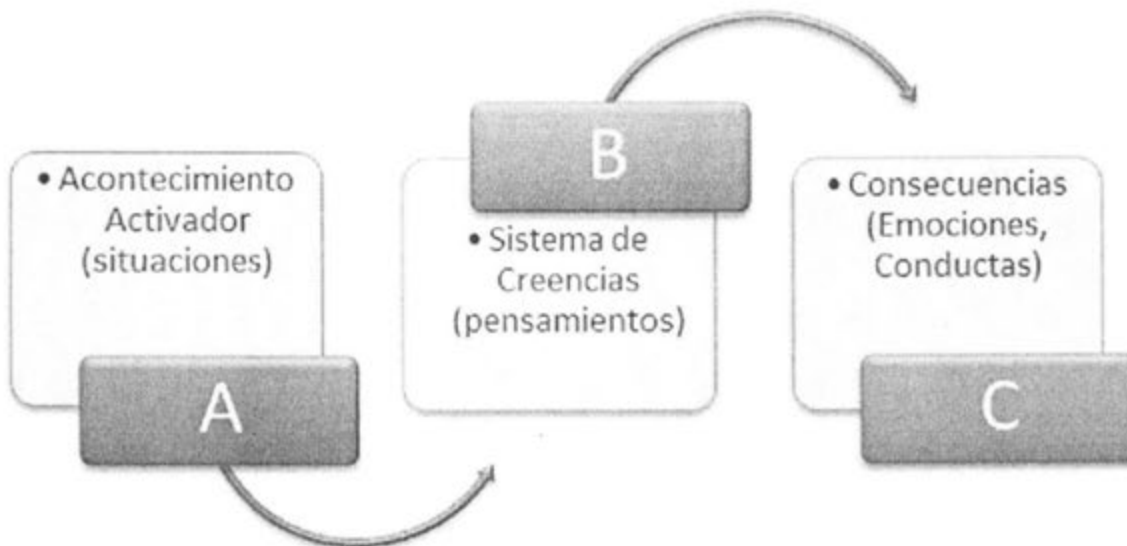 • Acontecimiento
Activador
(situaciones)
A
B
• Sistema de
Creencias
(pensamientos)
• Consecuencias
(Emociones,
Conductas)
C